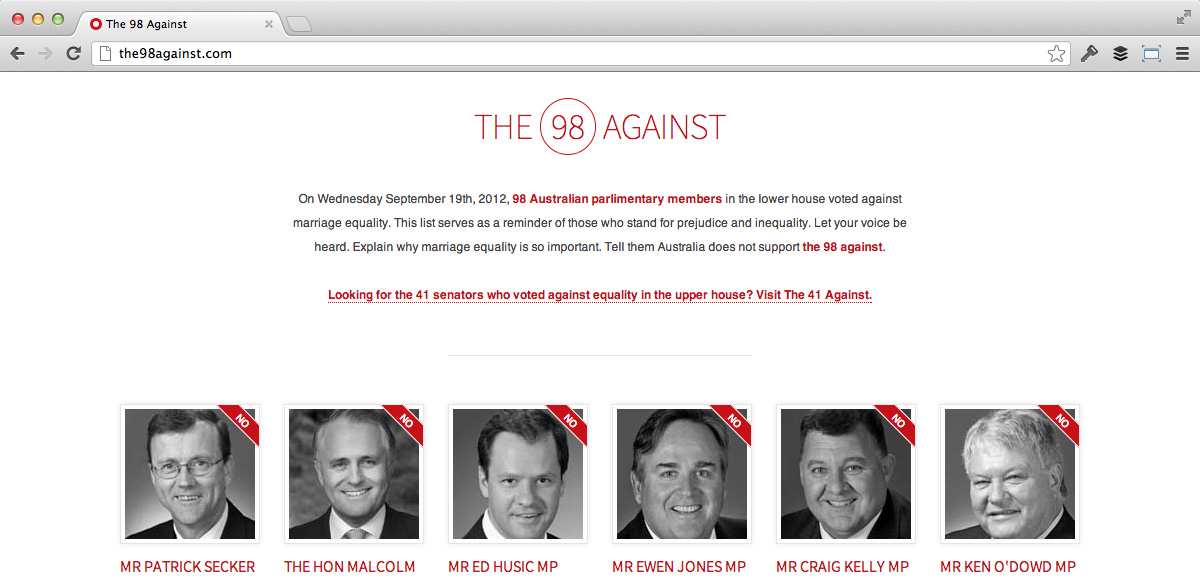 The 98 Against
the98against.com
THE 98 AGAINST
On Wednesday September 19th, 2012, 98 Australian parlimentary members in the lower house voted against
marriage equality. This list serves as a reminder of those who stand for prejudice and inequality. Let your voice be
heard. Explain why marriage equality is so important. Tell them Australia does not support the 98 against.
Looking for the 41 senators who voted against equality in the upper house? Visit The 41 Against.
NO NO NO NO NO NO
MR PATRICK SECKER THE HON MALCOLM MR ED HUSIC MP MR EWEN JONES MP MR CRAIG KELLY MP MR KEN O'DOWD MP